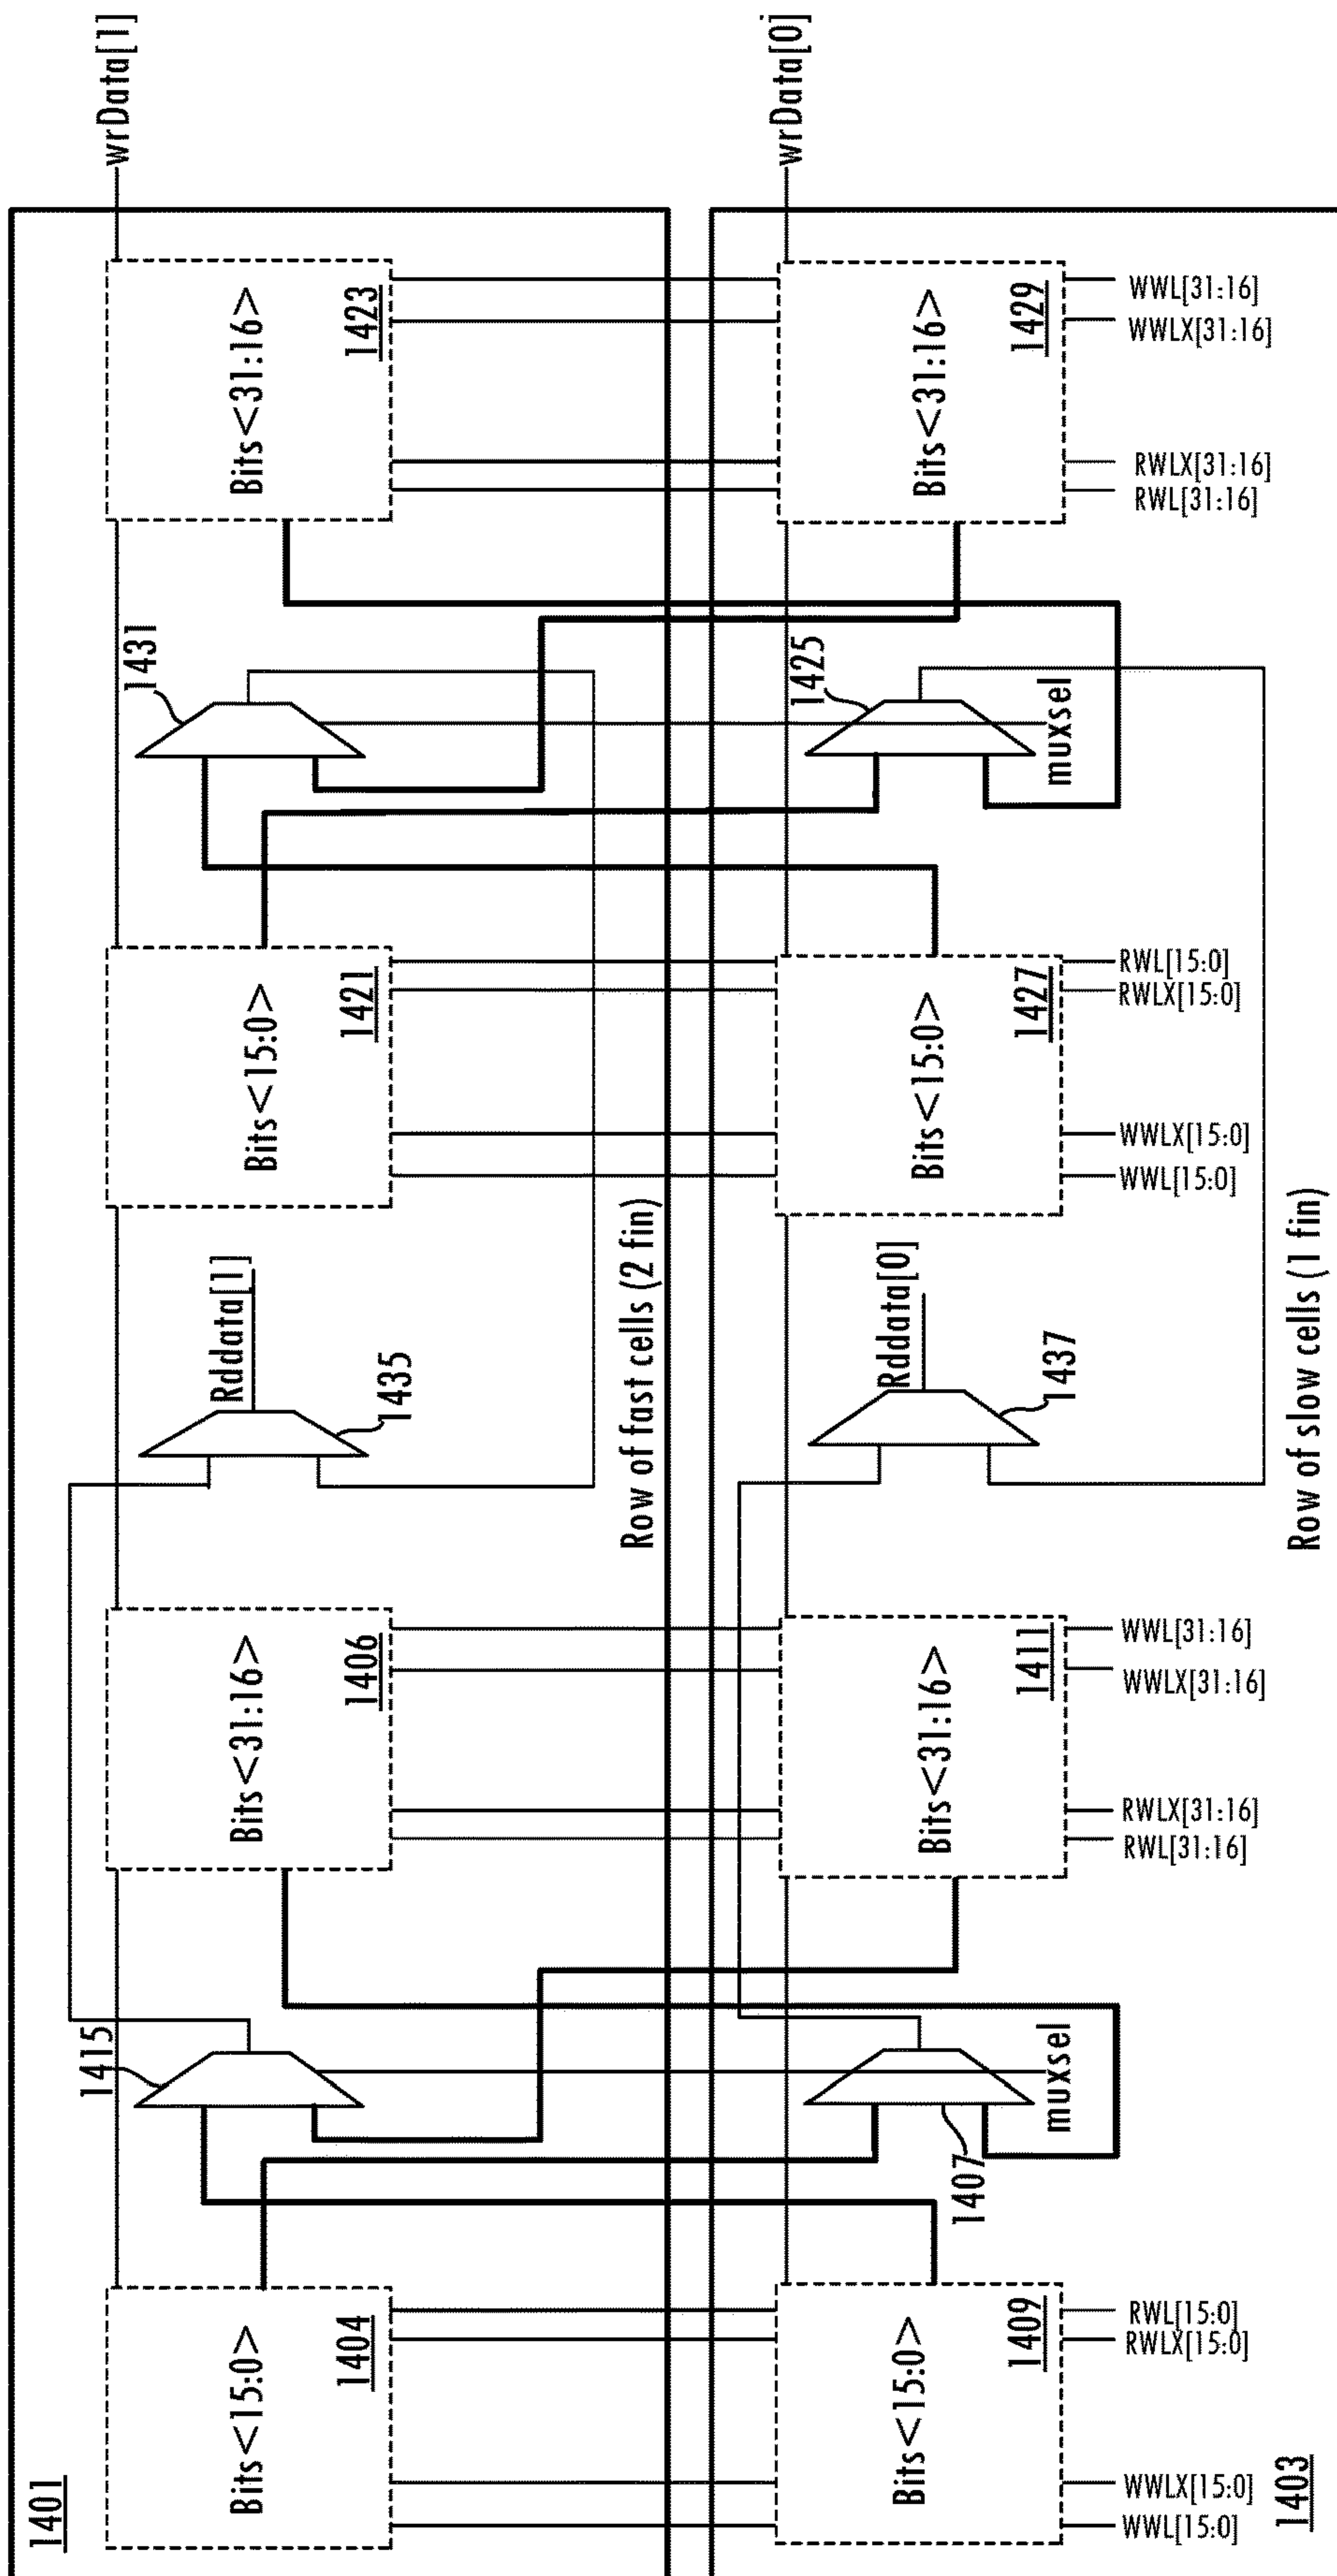 1401
Bits<15:0>
1404
1415
Bits<31:16>
1406
Rddata[1]
1435
Row of fast cells (2 fin)
Bits<15:0>
1421
1431
Bits<31:16>
1423
wrData[1]
1403
Bits<15:0>
1409
WWL[15:0]
WWLX[15:0]
RWLX[15:0]
RWL[15:0]
1407
muxsel
Bits<31:16>
1411
RWL[31:16]
RWLX[31:16]
WWLX[31:16]
WWL[31:16]
Rddata[0]
1437
Row of slow cells (1 fin)
Bits<15:0>
1427
WWL[15:0]
WWLX[15:0]
RWLX[15:0]
RWL[15:0]
1425
muxsel
Bits<31:16>
1429
RWL[31:16]
RWLX[31:16]
WWLX[31:16]
WWL[31:16]
wrData[0]